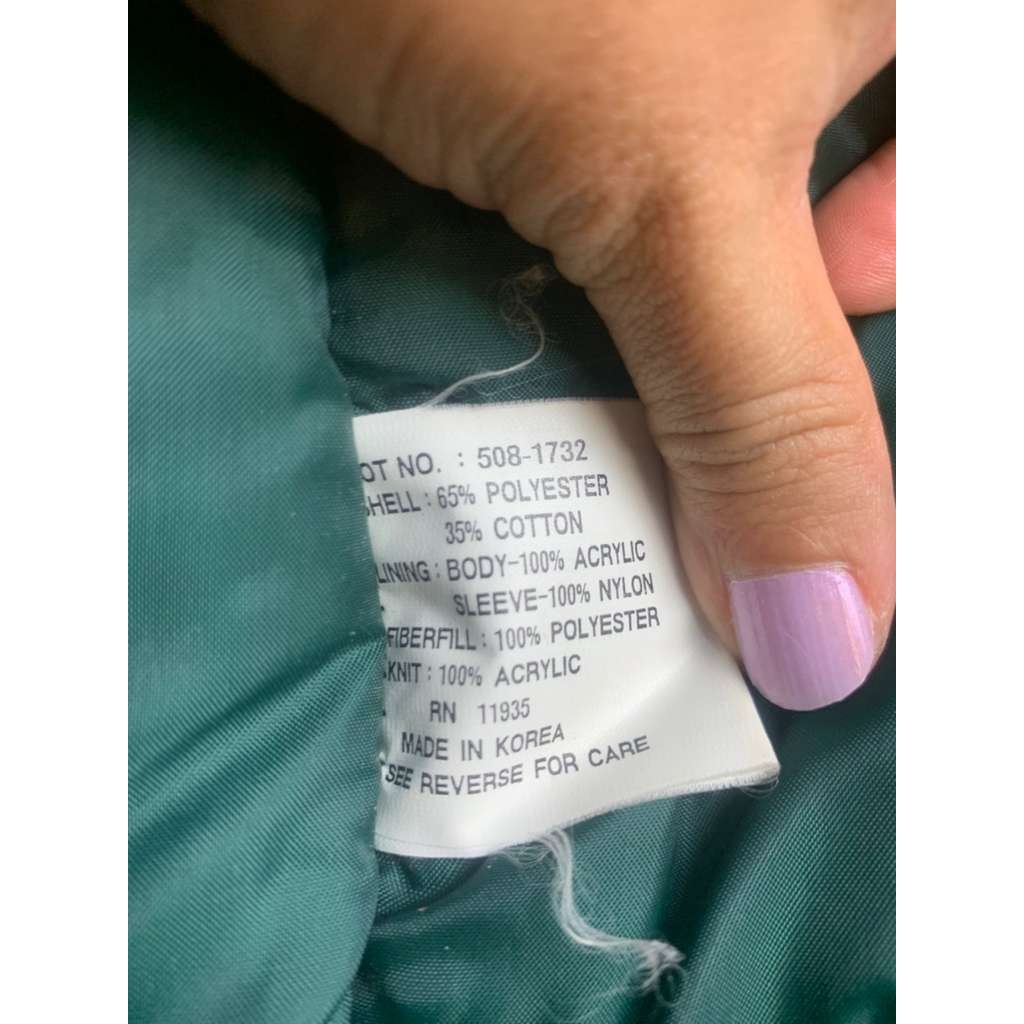 OT NO. : 508-1732
SHELL : 65% POLYESTER
35% COTTON
LINING : BODY-100% ACRYLIC
SLEEVE-100% NYLON
FIBERFILL : 100% POLYESTER
KNIT : 100% ACRYLIC
RN 11935
MADE IN KOREA
SEE REVERSE FOR CARE